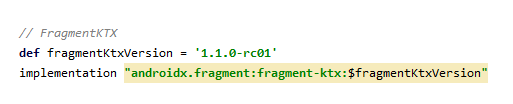 // FragmentKTX
def fragmentKtxVersion = '1.1.0-rc01'
implementation "androidx.fragment:fragment-ktx:$fragmentKtxVersion"